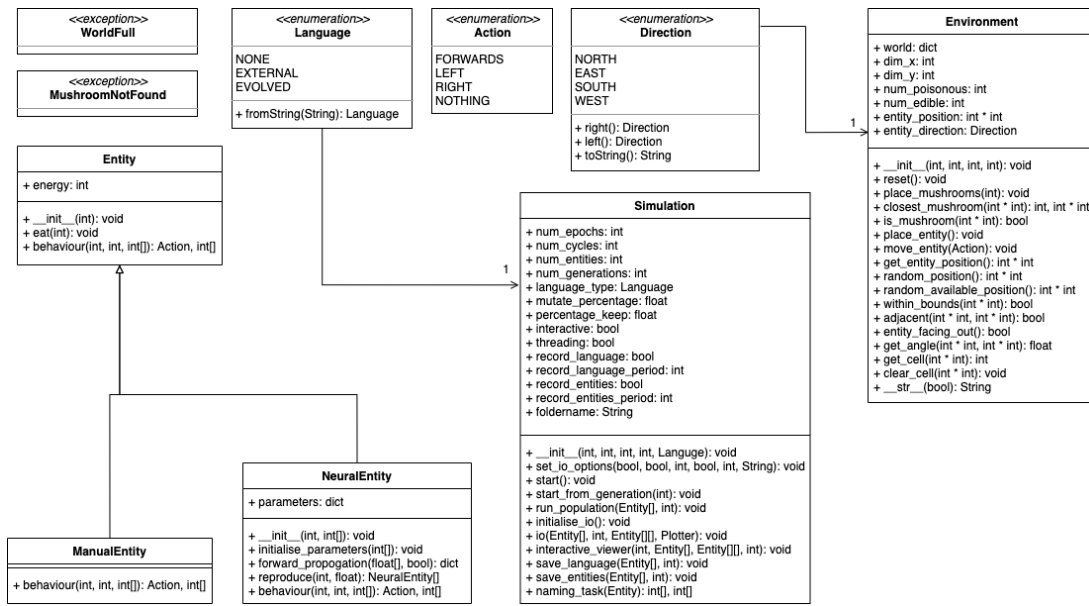 <<exception>>
WorldFull
<<exception>>
MushroomNotFound
<<enumeration>>
Language
NONE
EXTERNAL
EVOLVED
+ fromString(String): Language
<<enumeration>>
Action
FORWARDS
LEFT
RIGHT
NOTHING
<<enumeration>>
Direction
NORTH
EAST
SOUTH
WEST
+ right(): Direction
+ left(): Direction
+ toString(): String
1
Environment
+ world: dict
+ dim_x: int
+ dim_y: int
+ num_poisonous: int
+ num_edible: int
+ entity_position: int * int
+ entity_direction: Direction
+ __init__(int, int, int, int): void
+ reset(): void
+ place_mushrooms(int): void
+ closest_mushroom(int * int): int, int * int
+ is_mushroom(int * int): bool
+ place_entity(): void
+ move_entity(Action): void
+ get_entity_position(): int * int
+ random_position(): int * int
+ random_available_position(): int * int
+ within_bounds(int * int): bool
+ adjacent(int * int, int * int): bool
+ entity_facing_out(): bool
+ get_angle(int * int, int * int): float
+ get_cell(int * int): int
+ clear_cell(int * int): void
+ __str__(bool): String
Entity
+ energy: int
+ __init__(int): void
+ eat(int): void
+ behaviour(int, int, int[]): Action, int[]
1
Simulation
+ num_epochs: int
+ num_cycles: int
+ num_entities: int
+ num_generations: int
+ language_type: Language
+ mutate_percentage: float
+ percentage_keep: float
+ interactive: bool
+ threading: bool
+ record_language: bool
+ record_language_period: int
+ record_entities: bool
+ record_entities_period: int
+ foldername: String
+ __init__(int, int, int, int, Languge): void
+ set_io_options(bool, bool, int, bool, int, String): void
+ start(): void
+ start_from_generation(int): void
+ run_population(Entity[], int): void
+ initialise_io(): void
+ io(Entity[], int, Entity[][], Plotter): void
+ interactive_viewer(int, Entity[], Entity[][], int): void
+ save_language(Entity[], int): void
+ save_entities(Entity[], int): void
+ naming_task(Entity): int[], int[]
NeuralEntity
+ parameters: dict
+ __init__(int, int[]): void
+ initialise_parameters(int[]): void
+ forward_propogation(float[], bool): dict
+ reproduce(int, float): NeuralEntity[]
+ behaviour(int, int, int[]): Action, int[]
ManualEntity
+ behaviour(int, int, int[]): Action, int[]